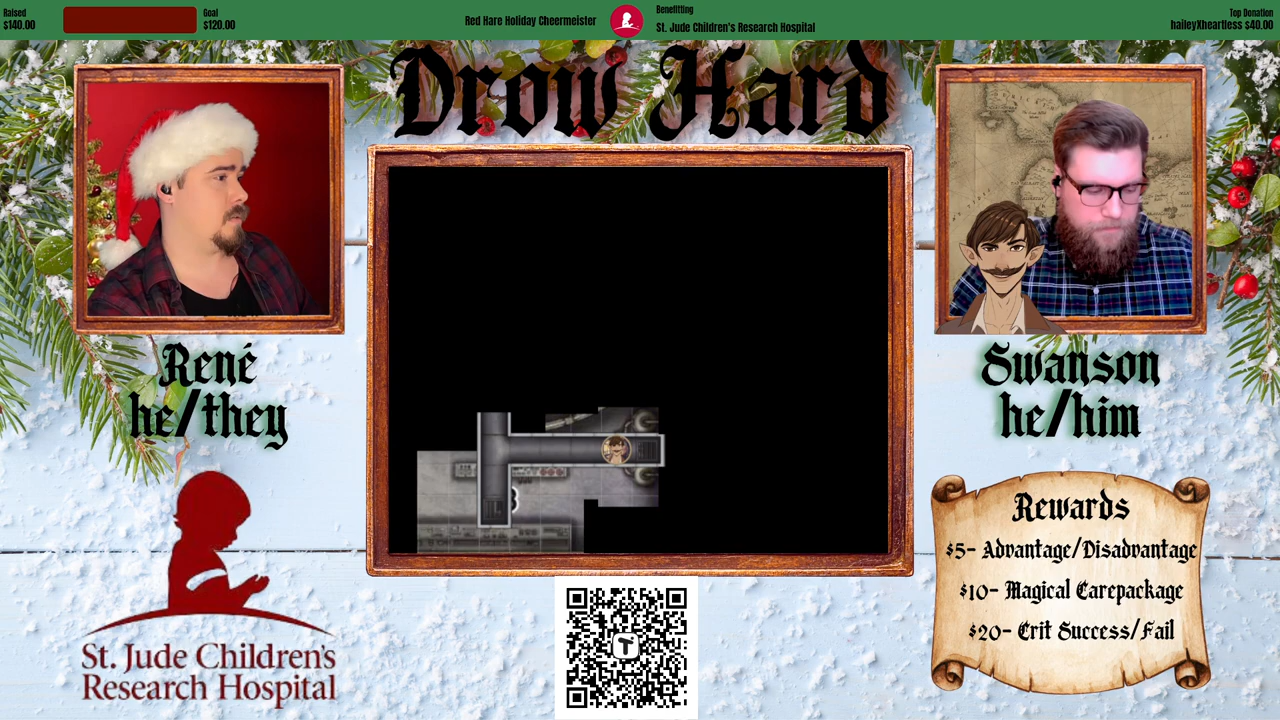 Raised
$140.00
Goal
$120.00
Red Hare Holiday Cheermeister
Benefitting
St. Jude Children's Research Hospital
Top Donation
haileyXheartless $40.00
Drow Hard
René
he/they
Swanson
he/him
St. Jude Children's
Research Hospital
Rewards
$5- Advantage/Disadvantage
$10- Magical Carepackage
$20- Crit Success/Fail